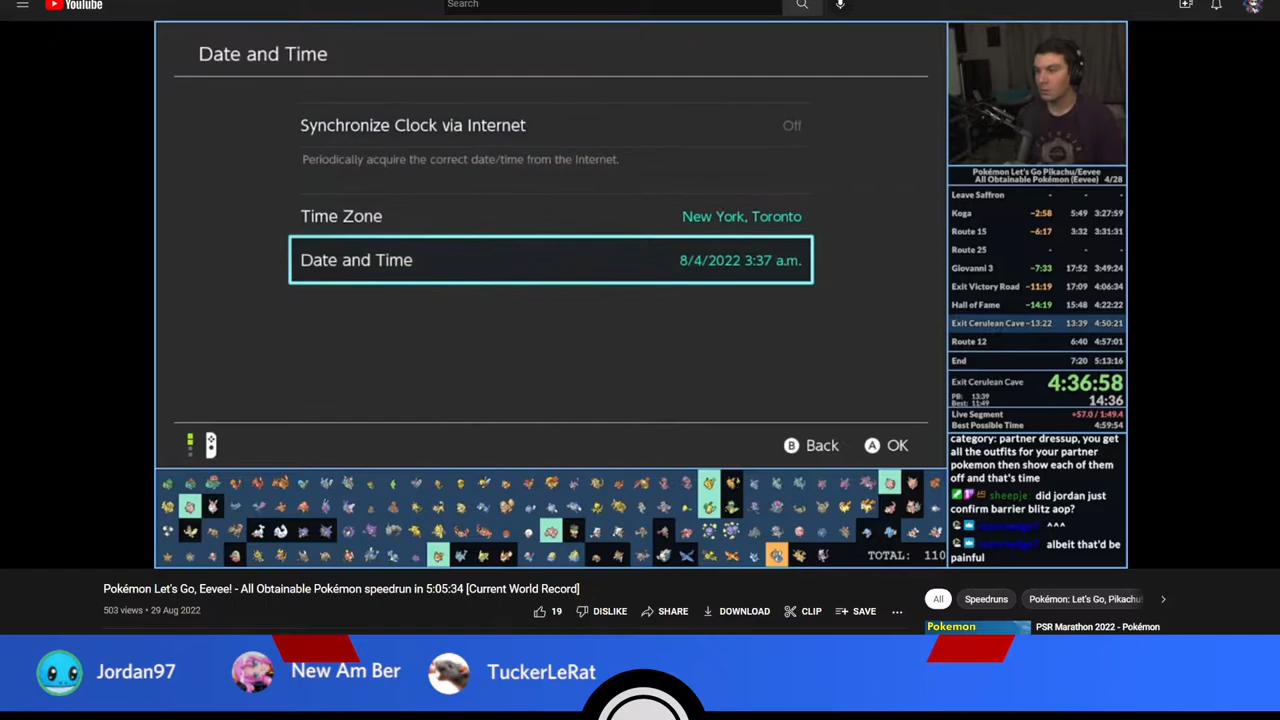 YouTube
Search
Date and Time
Synchronize Clock via Internet Off
Periodically acquire the correct date/time from the Internet.
Time Zone New York, Toronto
Date and Time 8/4/2022 3:37 a.m.
B Back A OK
Pokémon Let's Go Pikachu/Eevee
All Obtainable Pokémon (Eevee) 4/28
Leave Saffron - - -
Koga -2:58 5:49 3:27:59
Route 15 -6:17 3:32 3:31:31
Route 25 - - -
Giovanni 3 -7:33 17:52 3:49:24
Exit Victory Road -11:19 17:09 4:06:34
Hall of Fame -14:19 15:48 4:22:22
Exit Cerulean Cave -13:22 13:39 4:50:21
Route 12 6:40 4:57:01
End 7:20 5:13:16
Exit Cerulean Cave 4:36:58
PB: 13:39
Best: 11:49 14:36
Live Segment +57.0 / 1:49.4
Best Possible Time 4:59:54
category: partner dressup, you get
all the outfits for your partner
pokemon then show each of them
off and that's time
sheepje: did jordan just
confirm barrier blitz aop?
^^^
albeit that'd be
painful
TOTAL: 110
Pokémon Let's Go, Eevee! - All Obtainable Pokémon speedrun in 5:05:34 [Current World Record]
503 views • 29 Aug 2022
19 DISLIKE SHARE DOWNLOAD CLIP SAVE
All Speedruns Pokémon: Let's Go, Pikachu!
Pokemon
PSR Marathon 2022 - Pokémon
Jordan97 New Am Ber TuckerLeRat